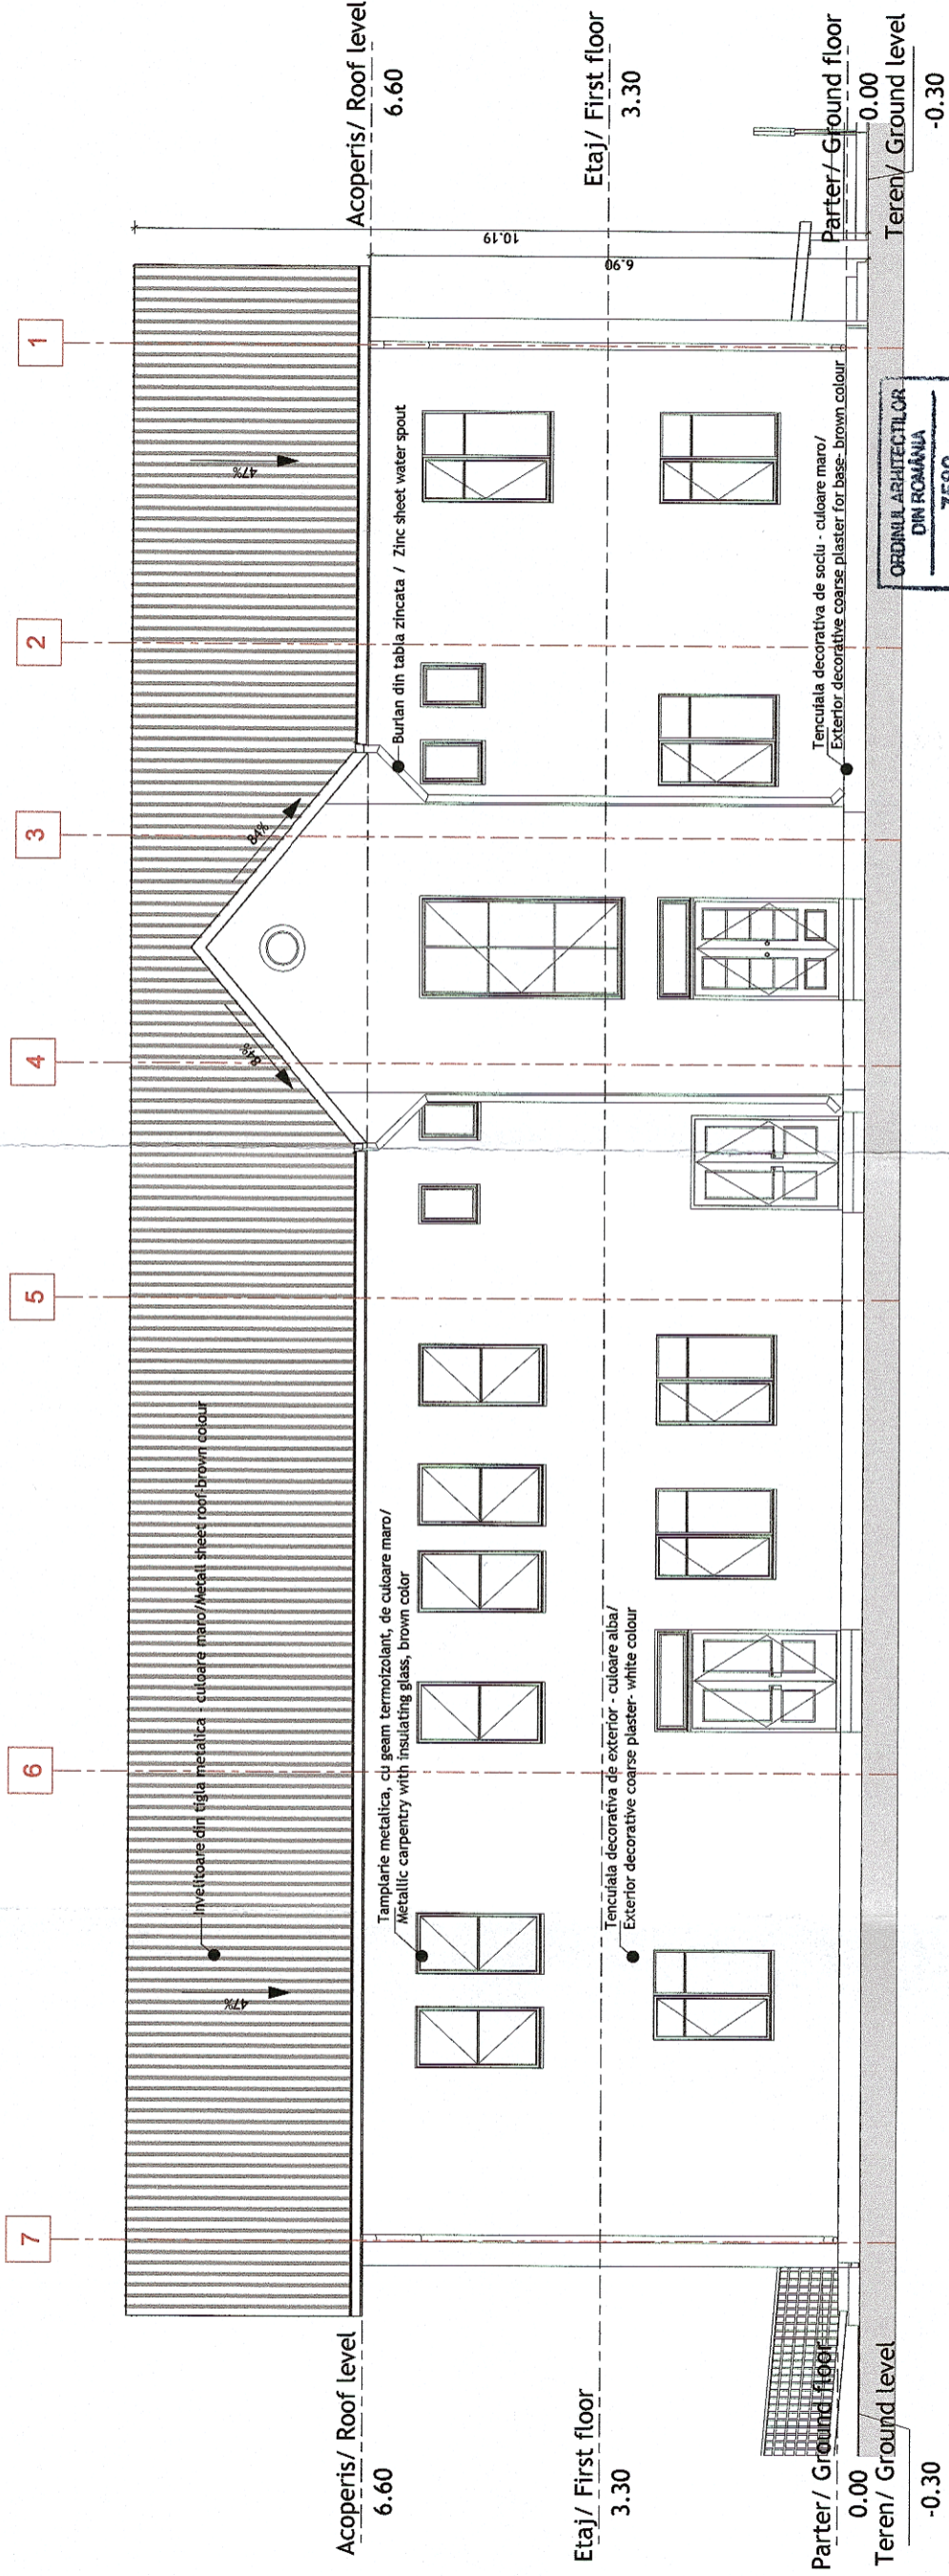 7
6
5
4
3
2
1
Invelitoare din tigla metalica - culoare maro/Metall sheet roof-brown colour
47%
84%
84%
47%
Acoperis/ Roof level
6.60
Acoperis/ Roof level
6.60
Tamplarie metalica, cu geam termoizolant, de culoare maro/
Metallic carpentry with insulating glass, brown color
Burlan din tabla zincata / Zinc sheet water spout
10.19
6.90
Etaj/ First floor
3.30
Etaj/ First floor
3.30
Tencuiala decorativa de exterior - culoare alba/
Exterior decorative coarse plaster- white colour
Tencuiala decorativa de soclu - culoare maro/
Exterior decorative coarse plaster for base- brown colour
Parter/ Ground floor
0.00
Teren/ Ground level
-0.30
Parter/ Ground floor
0.00
Teren/ Ground level
-0.30
ORDINUL ARHITECTILOR
DIN ROMÂNIA